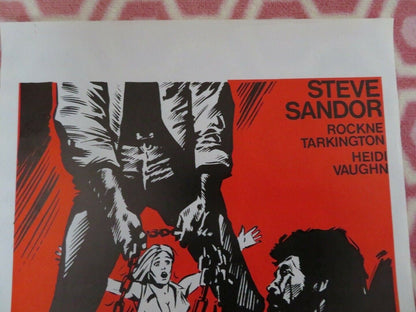 STEVE
SANDOR
ROCKNE
TARKINGTON
HEIDI
VAUGHN